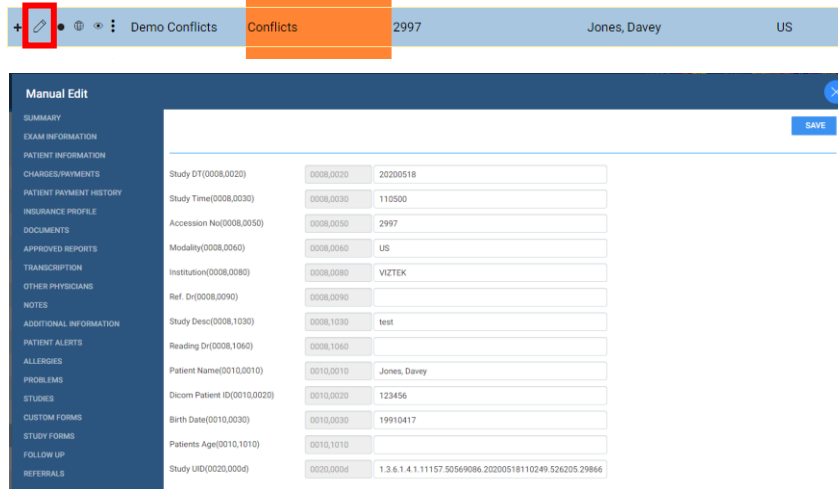 Demo Conflicts Conflicts 2997 Jones, Davey US
Manual Edit
SUMMARY
EXAM INFORMATION
PATIENT INFORMATION
CHARGES/PAYMENTS
PATIENT PAYMENT HISTORY
INSURANCE PROFILE
DOCUMENTS
APPROVED REPORTS
TRANSCRIPTION
OTHER PHYSICIANS
NOTES
ADDITIONAL INFORMATION
PATIENT ALERTS
ALLERGIES
PROBLEMS
STUDIES
CUSTOM FORMS
STUDY FORMS
FOLLOW UP
REFERRALS
SAVE
Study DT(0008,0020) 0008,0020 20200518
Study Time(0008,0030) 0008,0030 110500
Accession No(0008,0050) 0008,0050 2997
Modality(0008,0060) 0008,0060 US
Institution(0008,0080) 0008,0080 VIZTEK
Ref. Dr(0008,0090) 0008,0090
Study Desc(0008,1030) 0008,1030 test
Reading Dr(0008,1060) 0008,1060
Patient Name(0010,0010) 0010,0010 Jones, Davey
Dicom Patient ID(0010,0020) 0010,0020 123456
Birth Date(0010,0030) 0010,0030 19910417
Patients Age(0010,1010) 0010,1010
Study UID(0020,000d) 0020,000d 1.3.6.1.4.1.11157.50569086.20200518110249.526205.29866